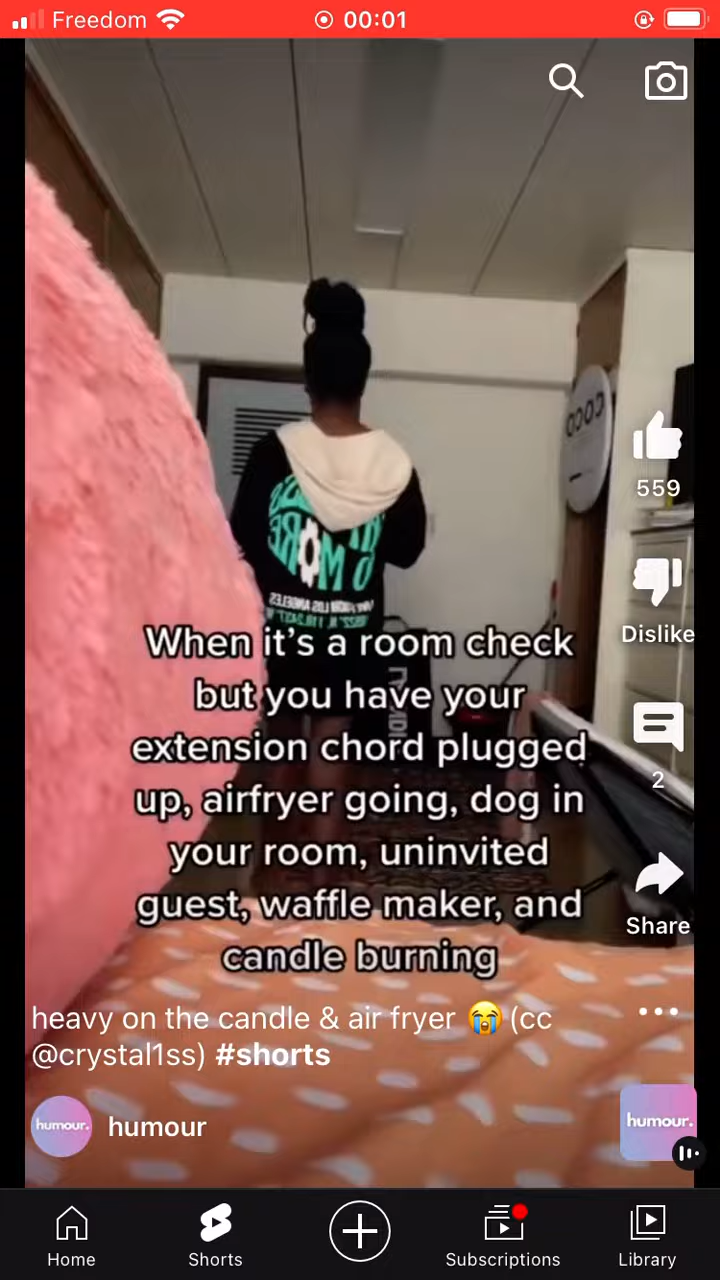 Freedom 00:01
COCO
559
Dislike
When it's a room check
but you have your
extension chord plugged
up, airfryer going, dog in
your room, uninvited
guest, waffle maker, and
candle burning
2
Share
heavy on the candle & air fryer 😭 (cc
@crystal1ss) #shorts
humour. humour
humour.
Home Shorts Subscriptions Library